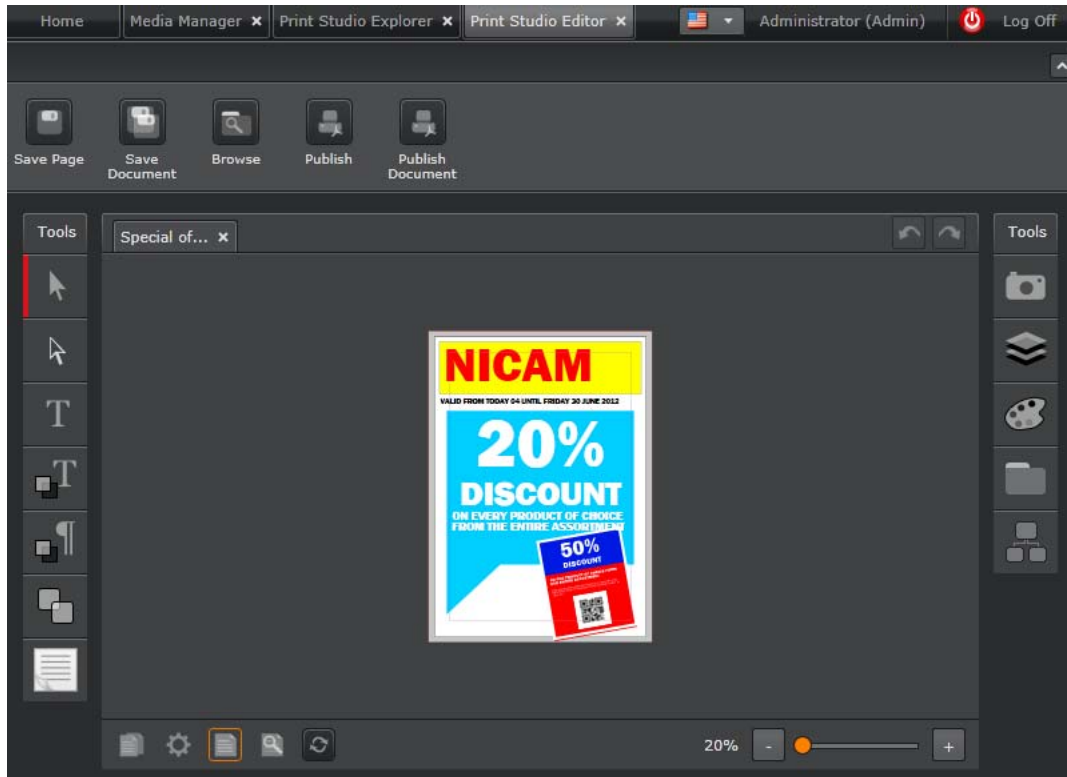 Home Media Manager × Print Studio Explorer × Print Studio Editor × Administrator (Admin) Log Off
Save Page
Save Document
Browse
Publish
Publish Document
Tools
Special of... ×
Tools
NICAM
VALID FROM TODAY 04 UNTIL FRIDAY 30 JUNE 2012
20%
DISCOUNT
ON EVERY PRODUCT OF CHOICE
FROM THE ENTIRE ASSORTMENT
50%
DISCOUNT
T
T
¶
20% - +